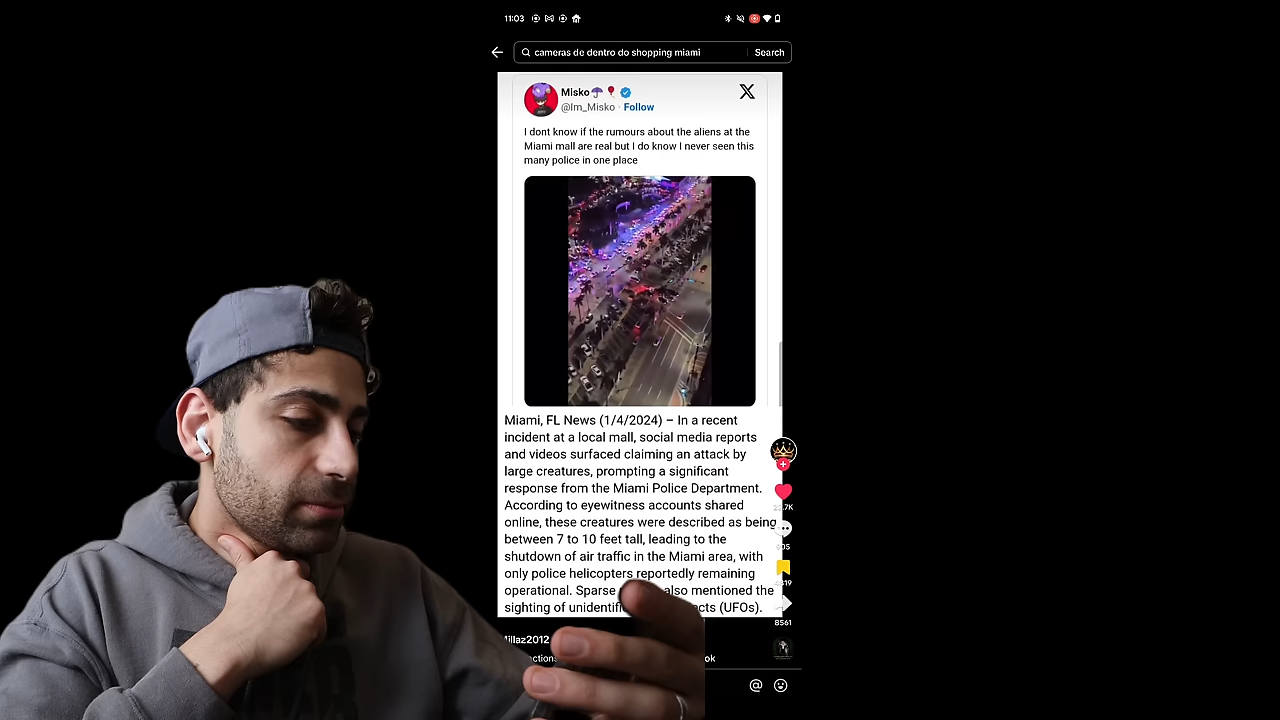 11:03
cameras de dentro do shopping miami
Search
Misko
@Im_Misko · Follow
I dont know if the rumours about the aliens at the
Miami mall are real but I do know I never seen this
many police in one place
Miami, FL News (1/4/2024) – In a recent
incident at a local mall, social media reports
and videos surfaced claiming an attack by
large creatures, prompting a significant
response from the Miami Police Department.
According to eyewitness accounts shared
online, these creatures were described as being
between 7 to 10 feet tall, leading to the
shutdown of air traffic in the Miami area, with
only police helicopters reportedly remaining
operational. Sparse also mentioned the
sighting of (UFOs).
8561